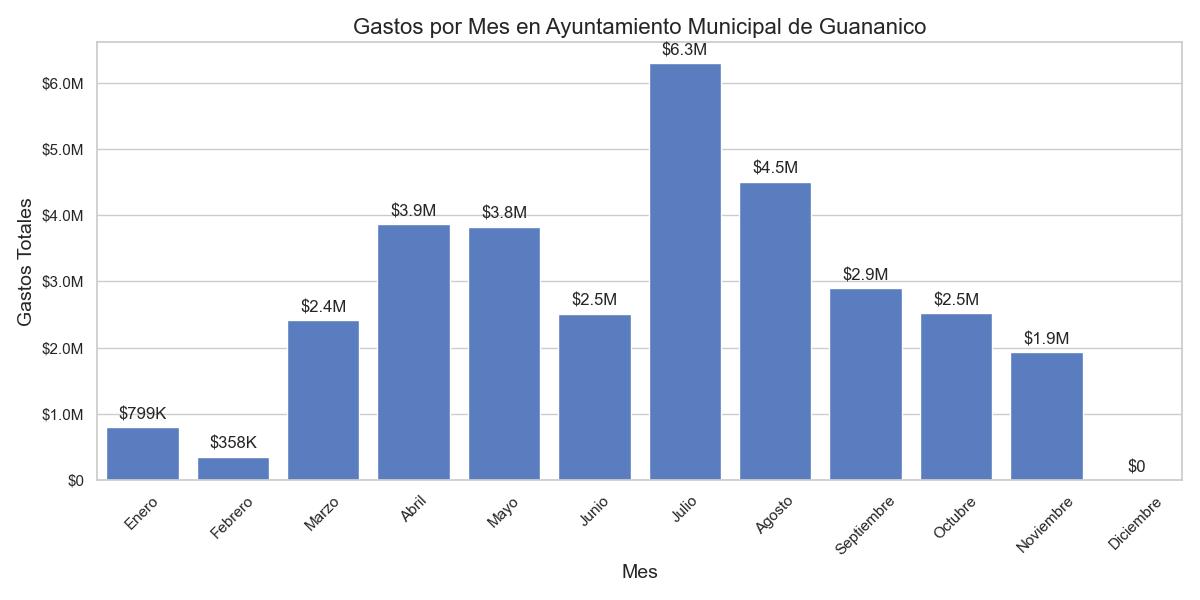 Gastos por Mes en Ayuntamiento Municipal de Guananico
Gastos Totales
$6.0M
$5.0M
$4.0M
$3.0M
$2.0M
$1.0M
$0
$799K
$358K
$2.4M
$3.9M
$3.8M
$2.5M
$6.3M
$4.5M
$2.9M
$2.5M
$1.9M
$0
Enero
Febrero
Marzo
Abril
Mayo
Junio
Julio
Agosto
Septiembre
Octubre
Noviembre
Diciembre
Mes